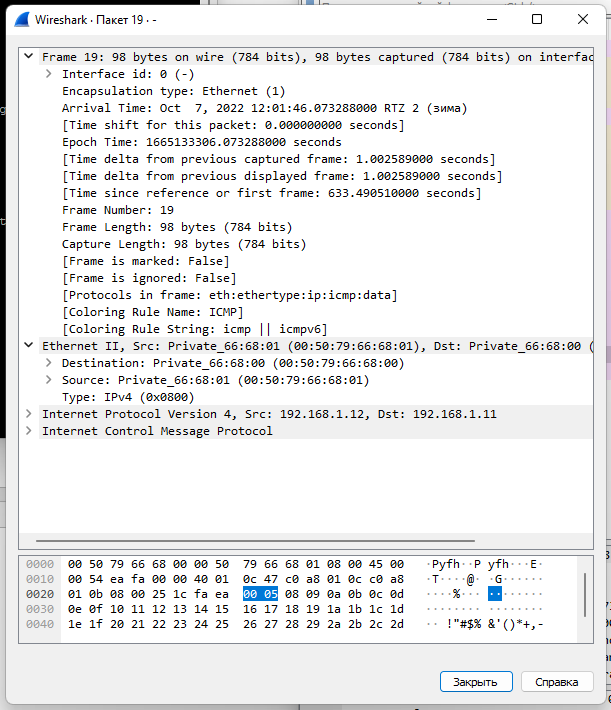 Wireshark · Пакет 19 · -
Frame 19: 98 bytes on wire (784 bits), 98 bytes captured (784 bits) on interfac
Interface id: 0 (-)
Encapsulation type: Ethernet (1)
Arrival Time: Oct  7, 2022 12:01:46.073288000 RTZ 2 (зима)
[Time shift for this packet: 0.000000000 seconds]
Epoch Time: 1665133306.073288000 seconds
[Time delta from previous captured frame: 1.002589000 seconds]
[Time delta from previous displayed frame: 1.002589000 seconds]
[Time since reference or first frame: 633.490510000 seconds]
Frame Number: 19
Frame Length: 98 bytes (784 bits)
Capture Length: 98 bytes (784 bits)
[Frame is marked: False]
[Frame is ignored: False]
[Protocols in frame: eth:ethertype:ip:icmp:data]
[Coloring Rule Name: ICMP]
[Coloring Rule String: icmp || icmpv6]
Ethernet II, Src: Private_66:68:01 (00:50:79:66:68:01), Dst: Private_66:68:00 (
Destination: Private_66:68:00 (00:50:79:66:68:00)
Source: Private_66:68:01 (00:50:79:66:68:01)
Type: IPv4 (0x0800)
Internet Protocol Version 4, Src: 192.168.1.12, Dst: 192.168.1.11
Internet Control Message Protocol
0000 00 50 79 66 68 00 00 50 79 66 68 01 08 00 45 00 ·Pyfh··P yfh···E·
0010 00 54 ea fa 00 00 40 01 0c 47 c0 a8 01 0c c0 a8 ·T····@· ·G······
0020 01 0b 08 00 25 1c fa ea 00 05 08 09 0a 0b 0c 0d ····%··· ········
0030 0e 0f 10 11 12 13 14 15 16 17 18 19 1a 1b 1c 1d ········ ········
0040 1e 1f 20 21 22 23 24 25 26 27 28 29 2a 2b 2c 2d ·· !"#$% &'()*+,-
Закрыть
Справка